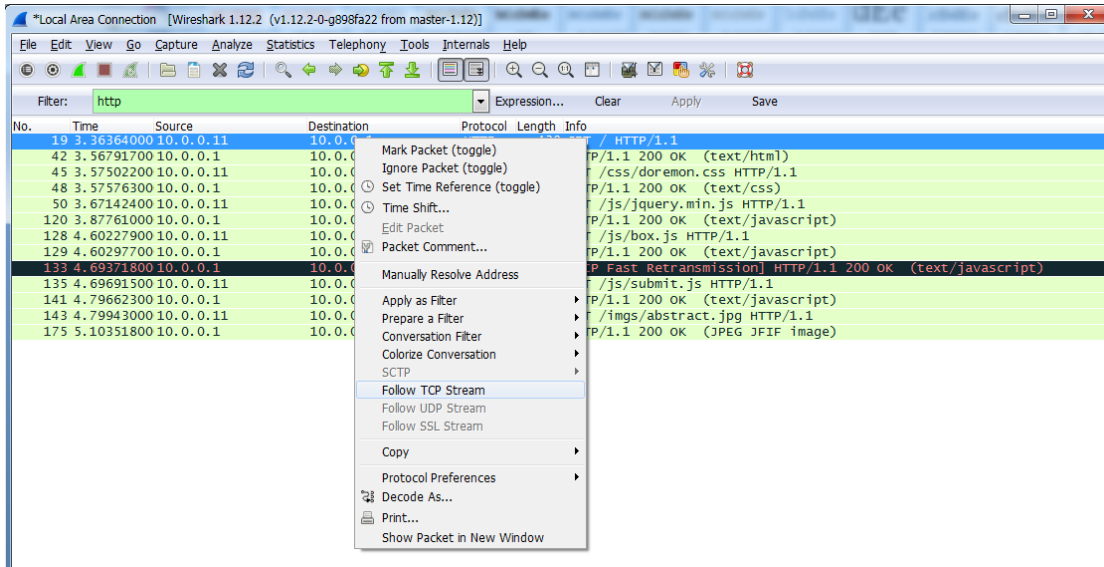 *Local Area Connection [Wireshark 1.12.2 (v1.12.2-0-g898fa22 from master-1.12)]
File Edit View Go Capture Analyze Statistics Telephony Tools Internals Help
Filter: http Expression... Clear Apply Save
No. Time Source Destination Protocol Length Info
19 3.36364000 10.0.0.11 10.0.0.1 / HTTP/1.1
42 3.56791700 10.0.0.1 10.0.0 TP/1.1 200 OK (text/html)
45 3.57502200 10.0.0.11 10.0.0 /css/doremon.css HTTP/1.1
48 3.57576300 10.0.0.1 10.0.0 TP/1.1 200 OK (text/css)
50 3.67142400 10.0.0.11 10.0.0 /js/jquery.min.js HTTP/1.1
120 3.87761000 10.0.0.1 10.0.0 TP/1.1 200 OK (text/javascript)
128 4.60227900 10.0.0.11 10.0.0 /js/box.js HTTP/1.1
129 4.60297700 10.0.0.1 10.0.0 TP/1.1 200 OK (text/javascript)
133 4.69371800 10.0.0.1 10.0.0 CP Fast Retransmission] HTTP/1.1 200 OK (text/javascript)
135 4.69691500 10.0.0.11 10.0.0 /js/submit.js HTTP/1.1
141 4.79662300 10.0.0.1 10.0.0 TP/1.1 200 OK (text/javascript)
143 4.79943000 10.0.0.11 10.0.0 /imgs/abstract.jpg HTTP/1.1
175 5.10351800 10.0.0.1 10.0.0 TP/1.1 200 OK (JPEG JFIF image)
Mark Packet (toggle)
Ignore Packet (toggle)
Set Time Reference (toggle)
Time Shift...
Edit Packet
Packet Comment...
Manually Resolve Address
Apply as Filter
Prepare a Filter
Conversation Filter
Colorize Conversation
SCTP
Follow TCP Stream
Follow UDP Stream
Follow SSL Stream
Copy
Protocol Preferences
Decode As...
Print...
Show Packet in New Window